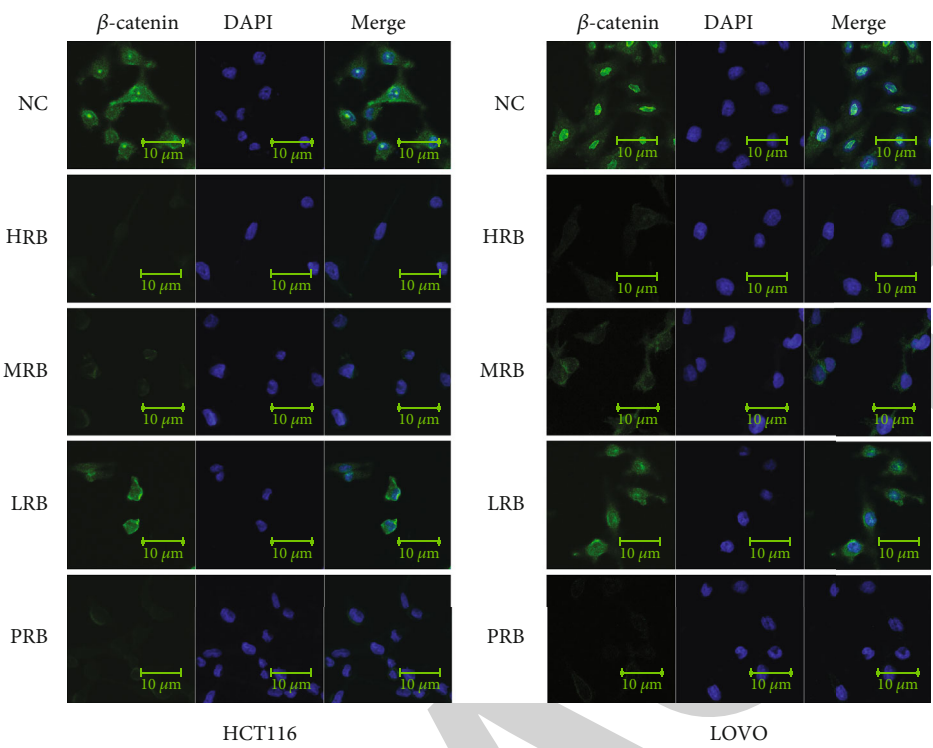 β-catenin DAPI Merge β-catenin DAPI Merge
NC 10 μm 10 μm 10 μm NC 10 μm 10 μm 10 μm
HRB 10 μm 10 μm 10 μm HRB 10 μm 10 μm 10 μm
MRB 10 μm 10 μm 10 μm MRB 10 μm 10 μm 10 μm
LRB 10 μm 10 μm 10 μm LRB 10 μm 10 μm 10 μm
PRB 10 μm 10 μm 10 μm PRB 10 μm 10 μm 10 μm
HCT116 LOVO